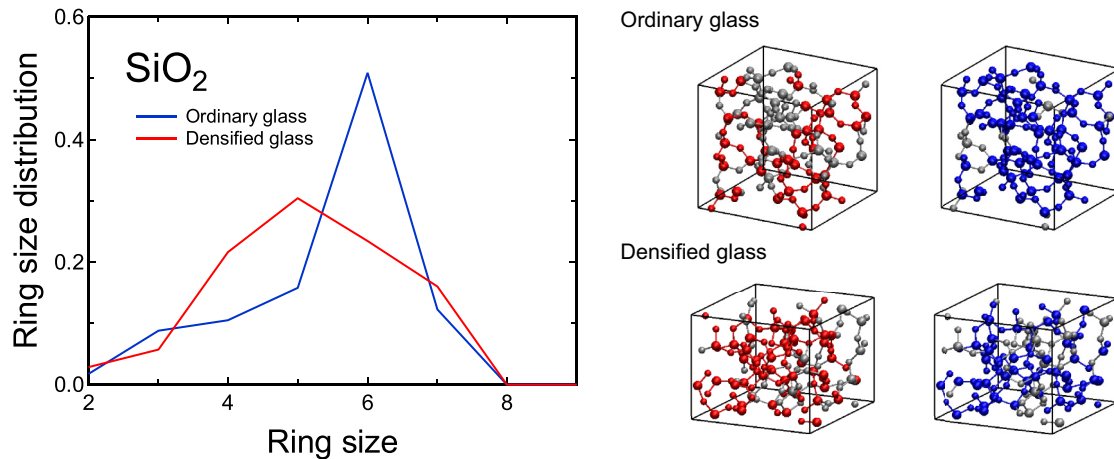 0.6
0.4
0.2
0.0
Ring size distribution
SiO₂
Ordinary glass
Densified glass
2
4
6
8
Ring size
Ordinary glass
Densified glass